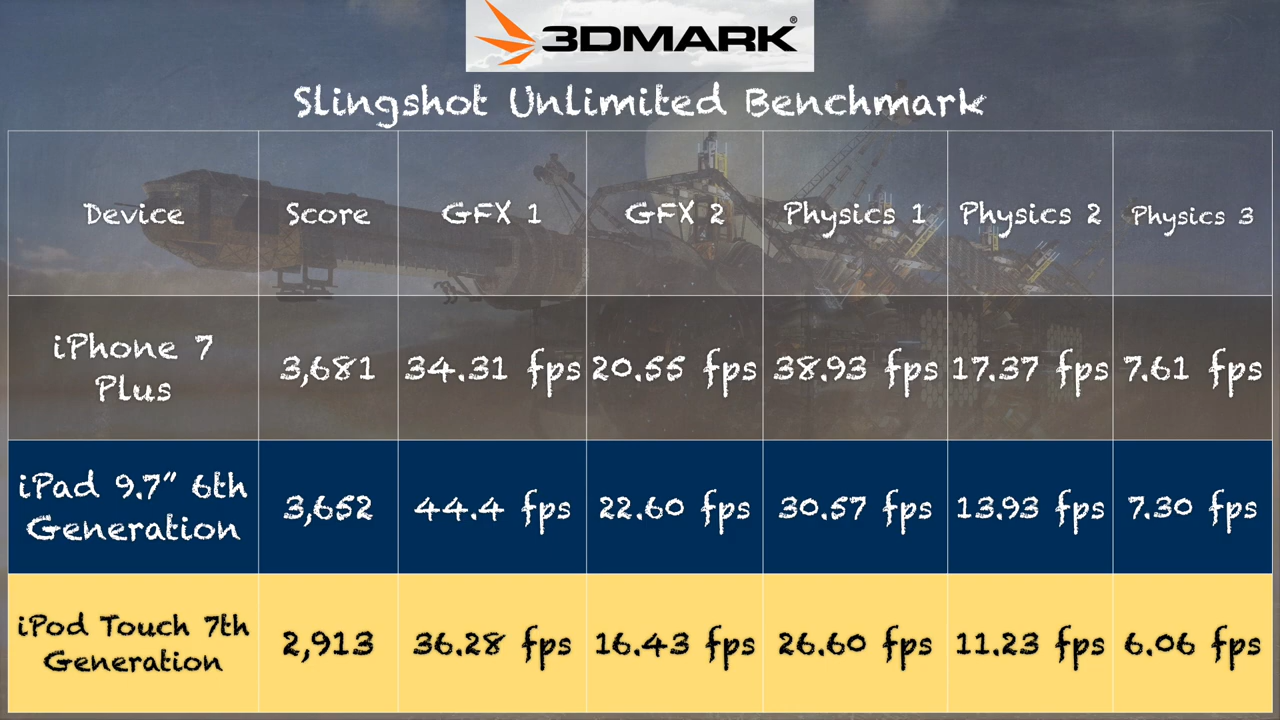 3DMARK®
Slingshot Unlimited Benchmark
Device Score GFX 1 GFX 2 Physics 1 Physics 2 Physics 3
iPhone 7
Plus
3,681 34.31 fps 20.55 fps 38.93 fps 17.37 fps 7.61 fps
iPad 9.7” 6th
Generation
3,652 44.4 fps 22.60 fps 30.57 fps 13.93 fps 7.30 fps
iPod Touch 7th
Generation
2,913 36.28 fps 16.43 fps 26.60 fps 11.23 fps 6.06 fps